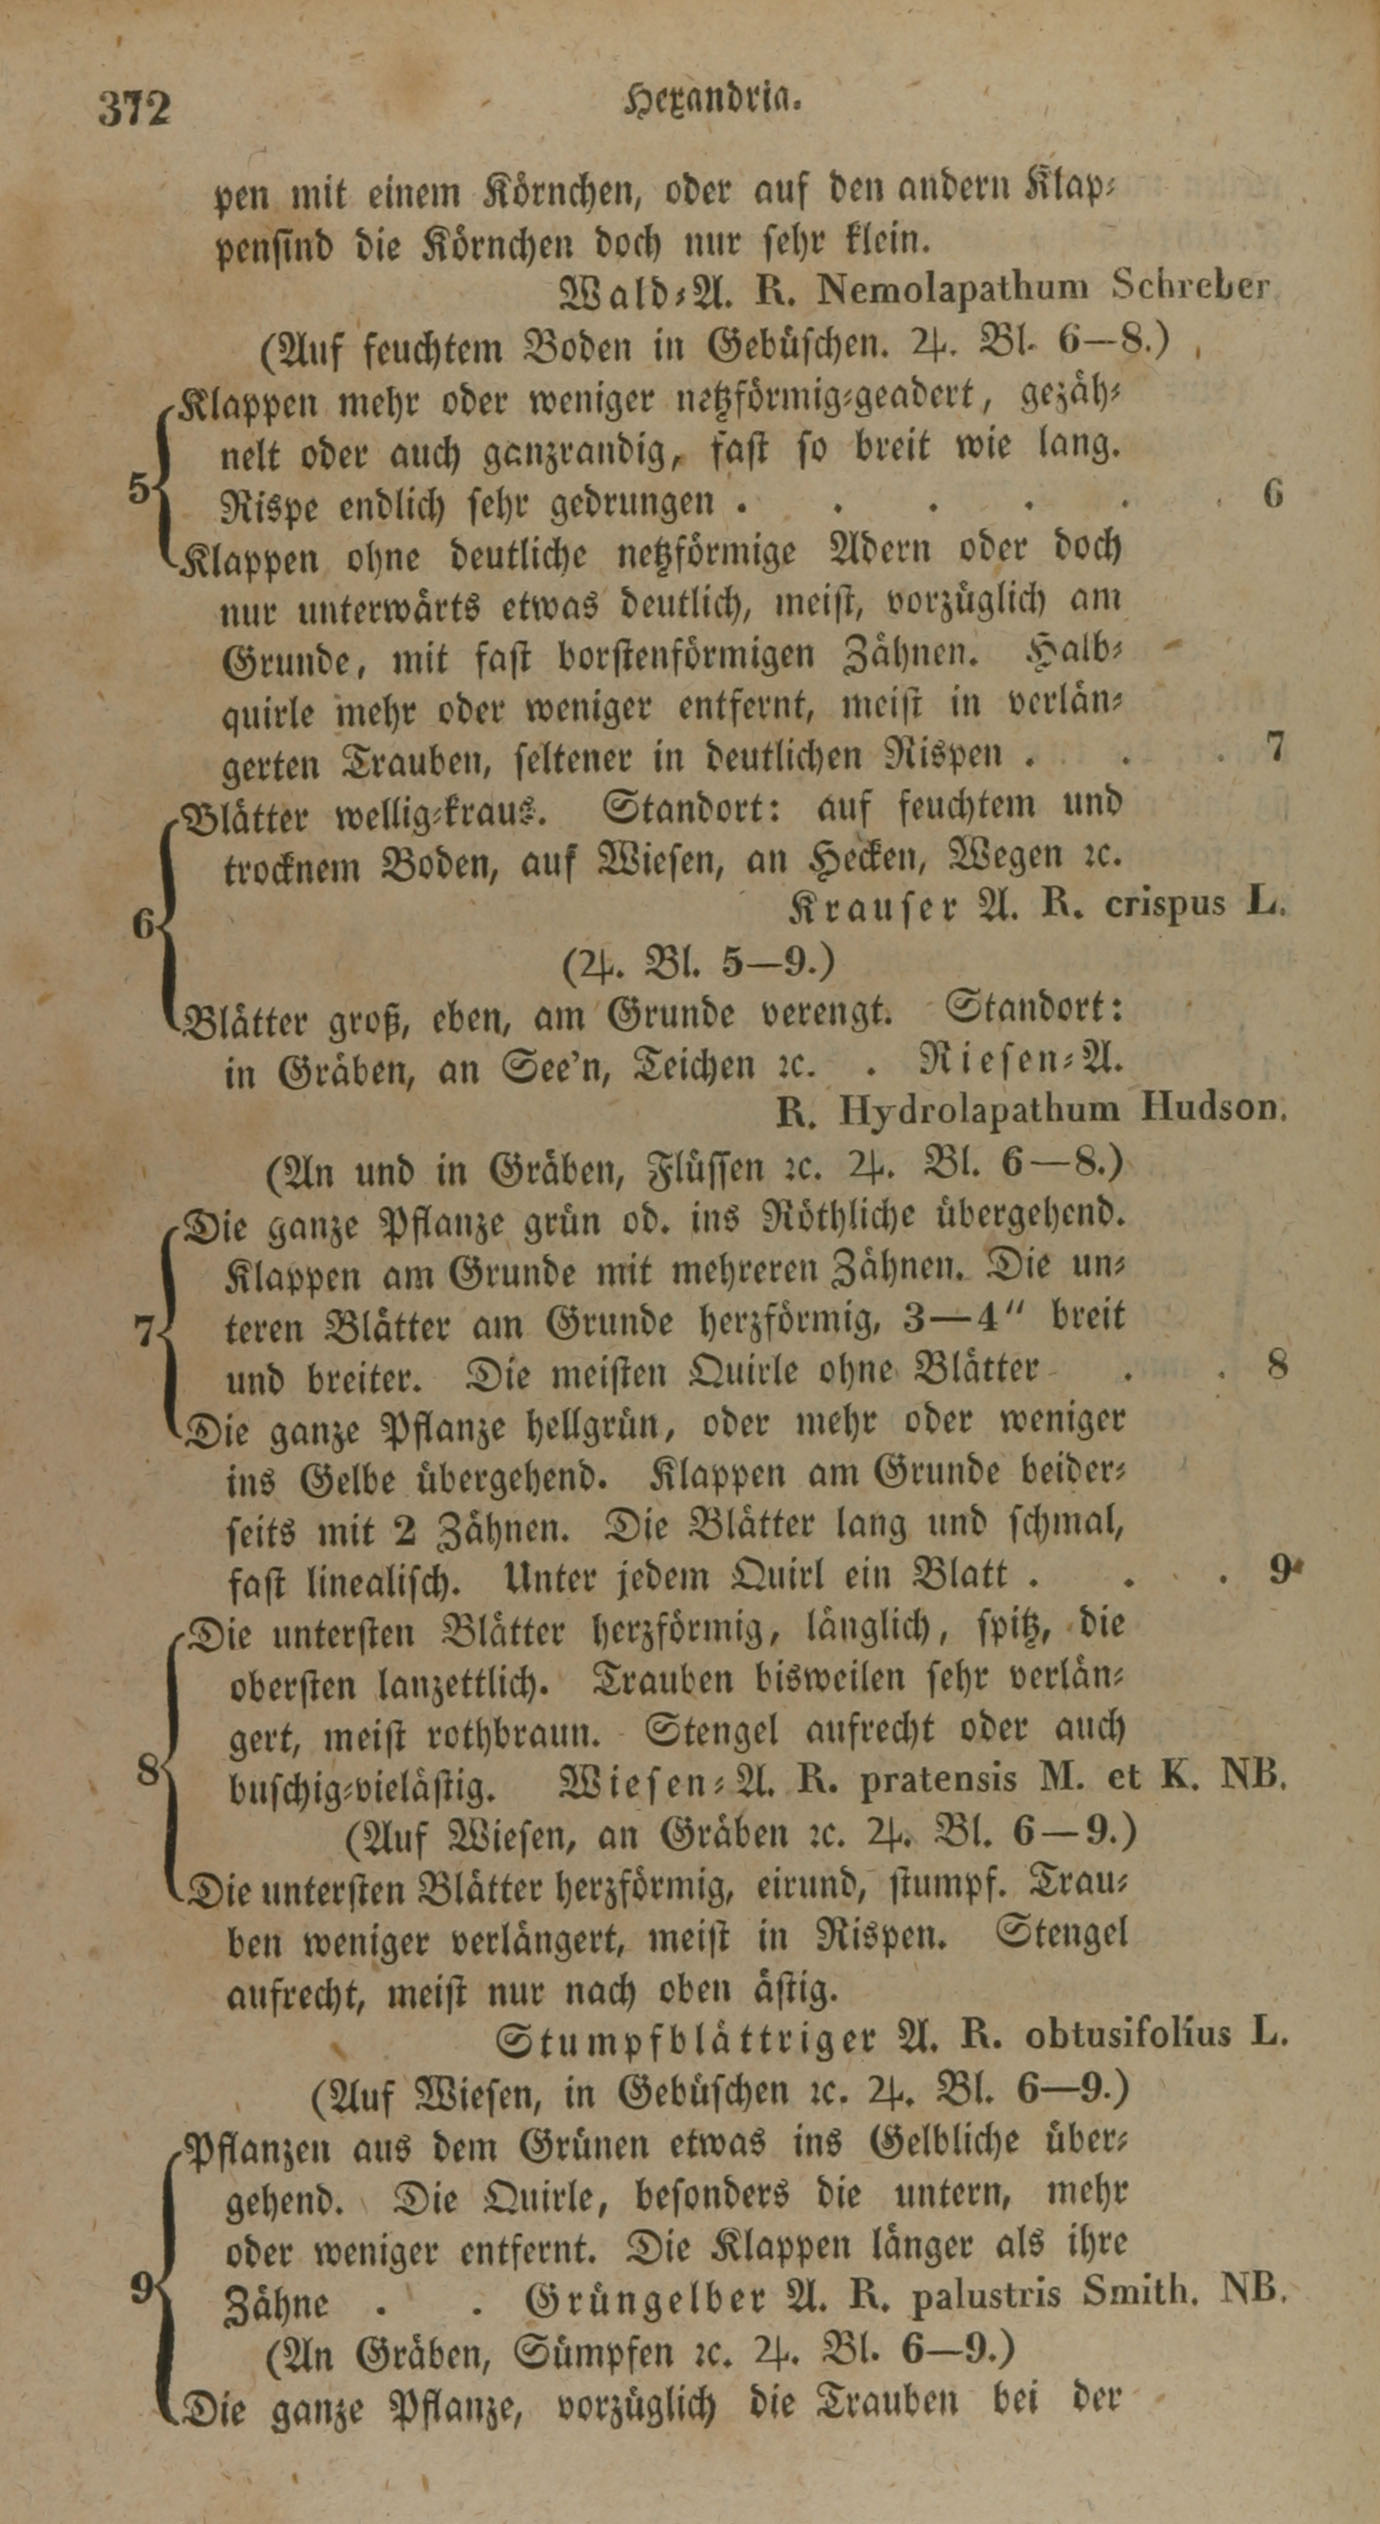 372
Hexandria.
pen mit einem Körnchen, oder auf den andern Klap⸗
pensind die Körnchen doch nur sehr klein.
Wald⸗A. R. Nemolapathum Schreber
(Auf feuchtem Boden in Gebüschen. ♃. Bl. 6—8.)
Klappen mehr oder weniger netzförmig⸗geadert, gezäh⸗
nelt oder auch ganzrandig, fast so breit wie lang.
5 Rispe endlich sehr gedrungen . . . . . . 6
Klappen ohne deutliche netzförmige Adern oder doch
nur unterwärts etwas deutlich, meist, vorzüglich am
Grunde, mit fast borstenförmigen Zähnen. Halb⸗
quirle mehr oder weniger entfernt, meist in verlän⸗
gerten Trauben, seltener in deutlichen Rispen . . . 7
Blätter wellig⸗kraus. Standort: auf feuchtem und
trocknem Boden, auf Wiesen, an Hecken, Wegen ꝛc.
6 Krauser A. R. crispus L.
(♃. Bl. 5—9.)
Blätter groß, eben, am Grunde verengt. Standort:
in Gräben, an See'n, Teichen ꝛc. . Riesen⸗A.
R. Hydrolapathum Hudson.
(An und in Gräben, Flüssen ꝛc. ♃. Bl. 6—8.)
Die ganze Pflanze grün od. ins Röthliche übergehend.
Klappen am Grunde mit mehreren Zähnen. Die un⸗
7 teren Blätter am Grunde herzförmig, 3—4" breit
und breiter. Die meisten Quirle ohne Blätter . . 8
Die ganze Pflanze hellgrün, oder mehr oder weniger
ins Gelbe übergehend. Klappen am Grunde beider⸗
seits mit 2 Zähnen. Die Blätter lang und schmal,
fast linealisch. Unter jedem Quirl ein Blatt . . . 9
Die untersten Blätter herzförmig, länglich, spitz, die
obersten lanzettlich. Trauben bisweilen sehr verlän⸗
gert, meist rothbraun. Stengel aufrecht oder auch
8 buschig⸗vielästig. Wiesen⸗A. R. pratensis M. et K. NB.
(Auf Wiesen, an Gräben ꝛc. ♃. Bl. 6—9.)
Die untersten Blätter herzförmig, eirund, stumpf. Trau⸗
ben weniger verlängert, meist in Rispen. Stengel
aufrecht, meist nur nach oben ästig.
Stumpfblättriger A. R. obtusifolius L.
(Auf Wiesen, in Gebüschen ꝛc. ♃. Bl. 6—9.)
Pflanzen aus dem Grünen etwas ins Gelbliche über⸗
gehend. Die Quirle, besonders die untern, mehr
oder weniger entfernt. Die Klappen länger als ihre
9 Zähne . . Grüngelber A. R. palustris Smith. NB.
(An Gräben, Sümpfen ꝛc. ♃. Bl. 6—9.)
Die ganze Pflanze, vorzüglich die Trauben bei der